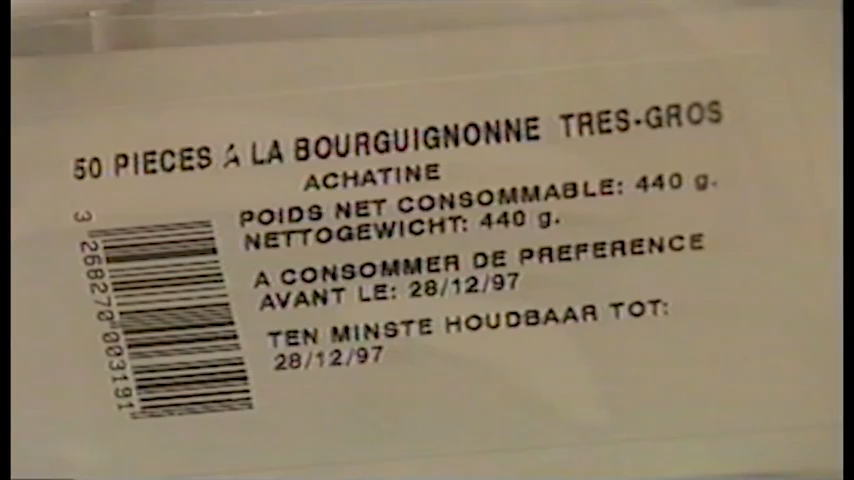 50 PIECES A LA BOURGUIGNONNE TRES-GROS
ACHATINE
POIDS NET CONSOMMABLE: 440 g.
NETTOGEWICHT: 440 g.
A CONSOMMER DE PREFERENCE
AVANT LE: 28/12/97
TEN MINSTE HOUDBAAR TOT:
28/12/97
3 268270 003191